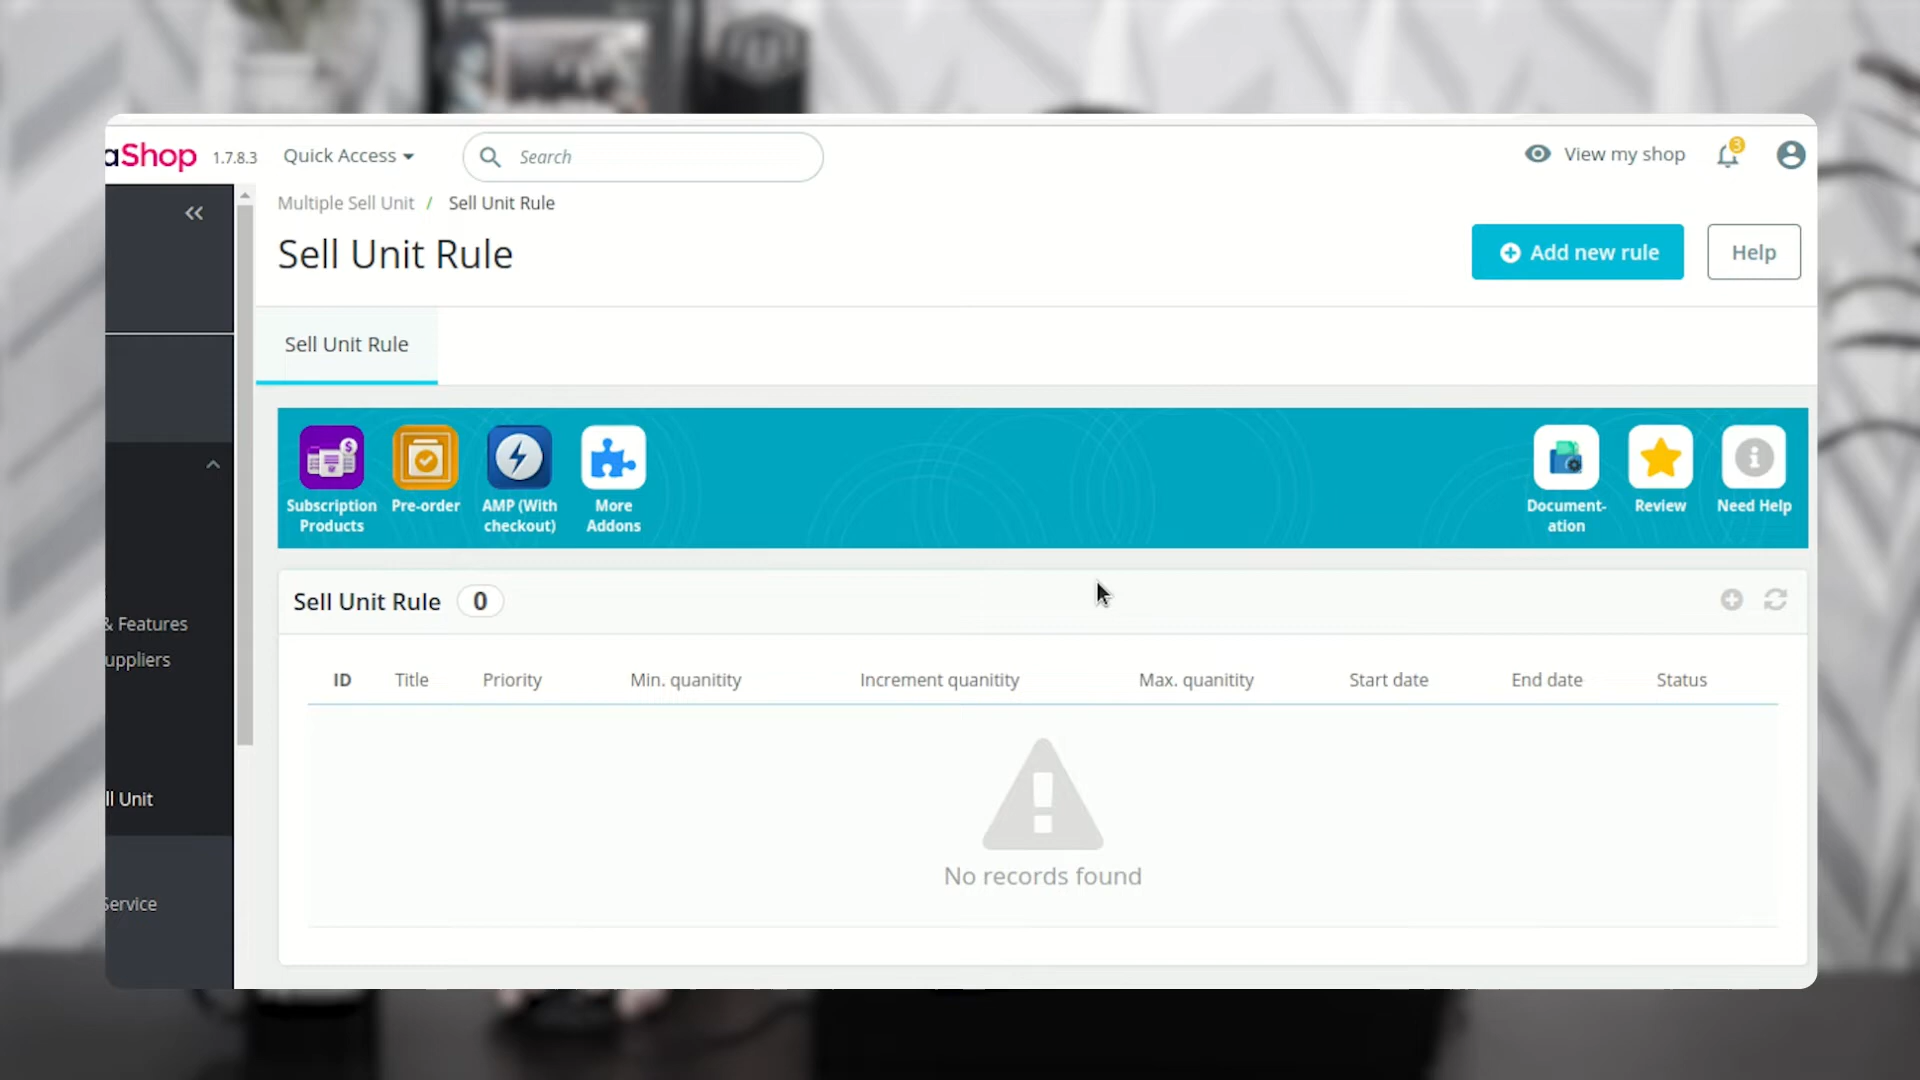 aShop 1.7.8.3 Quick Access Search View my shop 3
Multiple Sell Unit / Sell Unit Rule
Sell Unit Rule
Add new rule Help
Sell Unit Rule
Subscription Products
Pre-order
AMP (With checkout)
More Addons
Document-ation
Review
Need Help
Sell Unit Rule 0
ID Title Priority Min. quanitity Increment quanitity Max. quanitity Start date End date Status
No records found
& Features
uppliers
ll Unit
Service